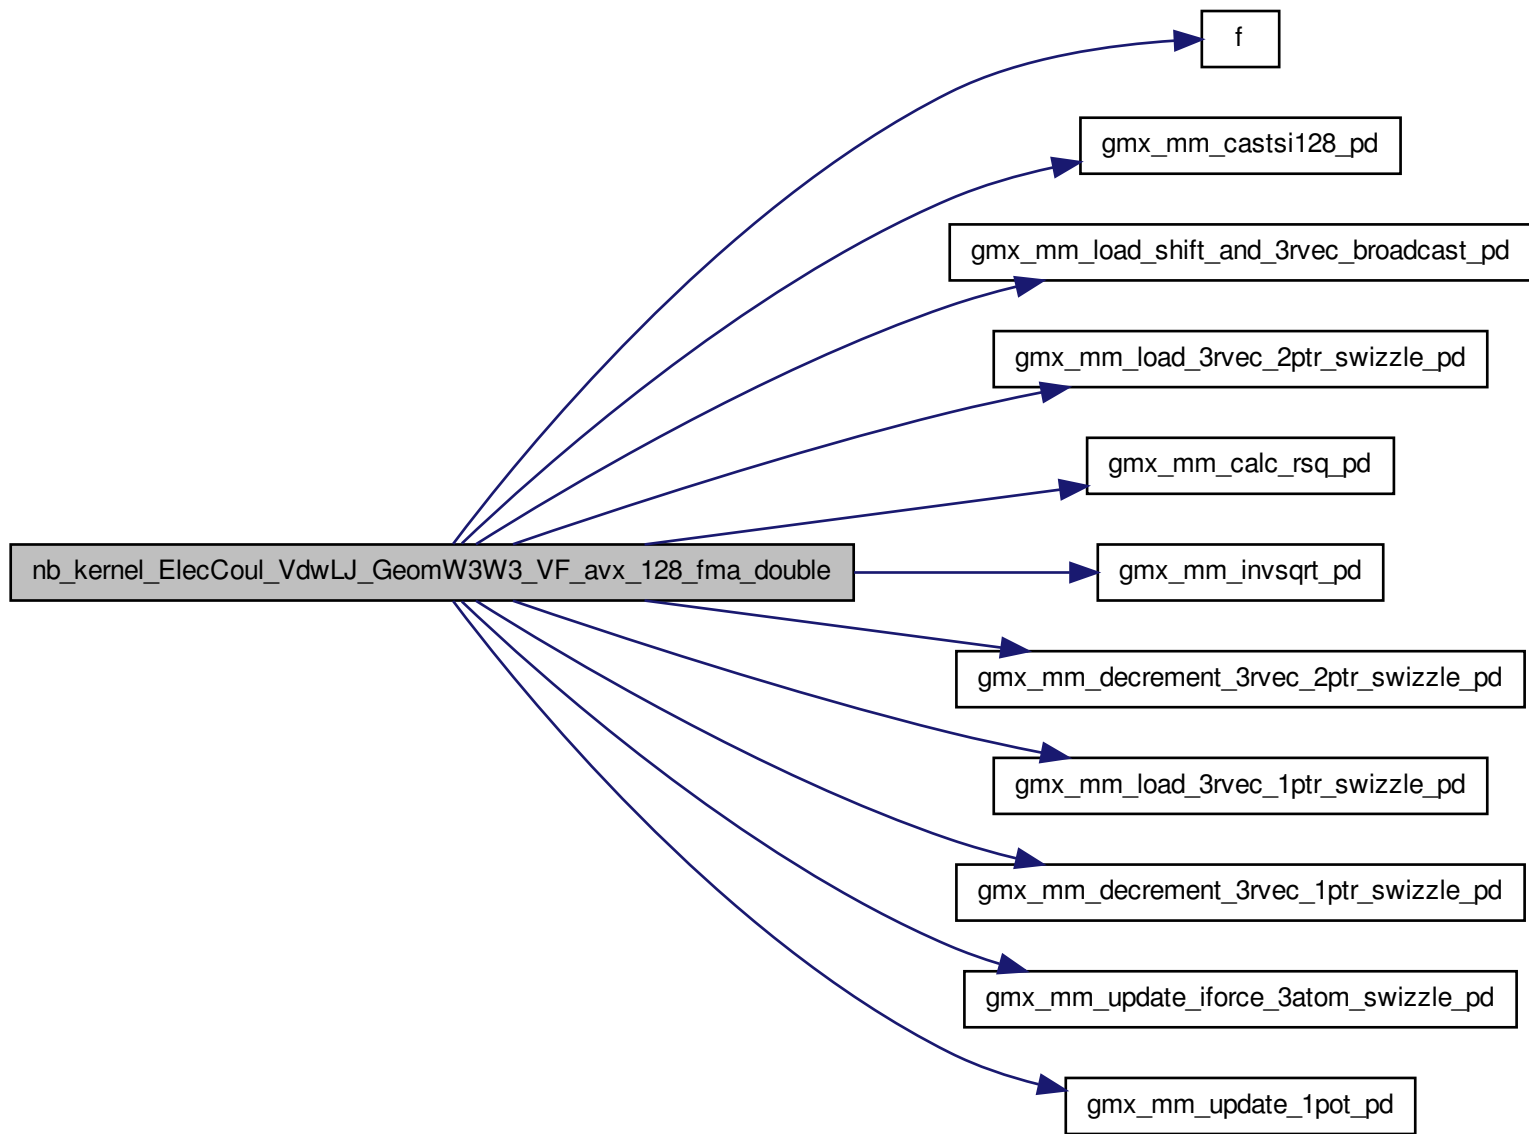 f
gmx_mm_castsi128_pd
gmx_mm_load_shift_and_3rvec_broadcast_pd
gmx_mm_load_3rvec_2ptr_swizzle_pd
gmx_mm_calc_rsq_pd
nb_kernel_ElecCoul_VdwLJ_GeomW3W3_VF_avx_128_fma_double
gmx_mm_invsqrt_pd
gmx_mm_decrement_3rvec_2ptr_swizzle_pd
gmx_mm_load_3rvec_1ptr_swizzle_pd
gmx_mm_decrement_3rvec_1ptr_swizzle_pd
gmx_mm_update_iforce_3atom_swizzle_pd
gmx_mm_update_1pot_pd